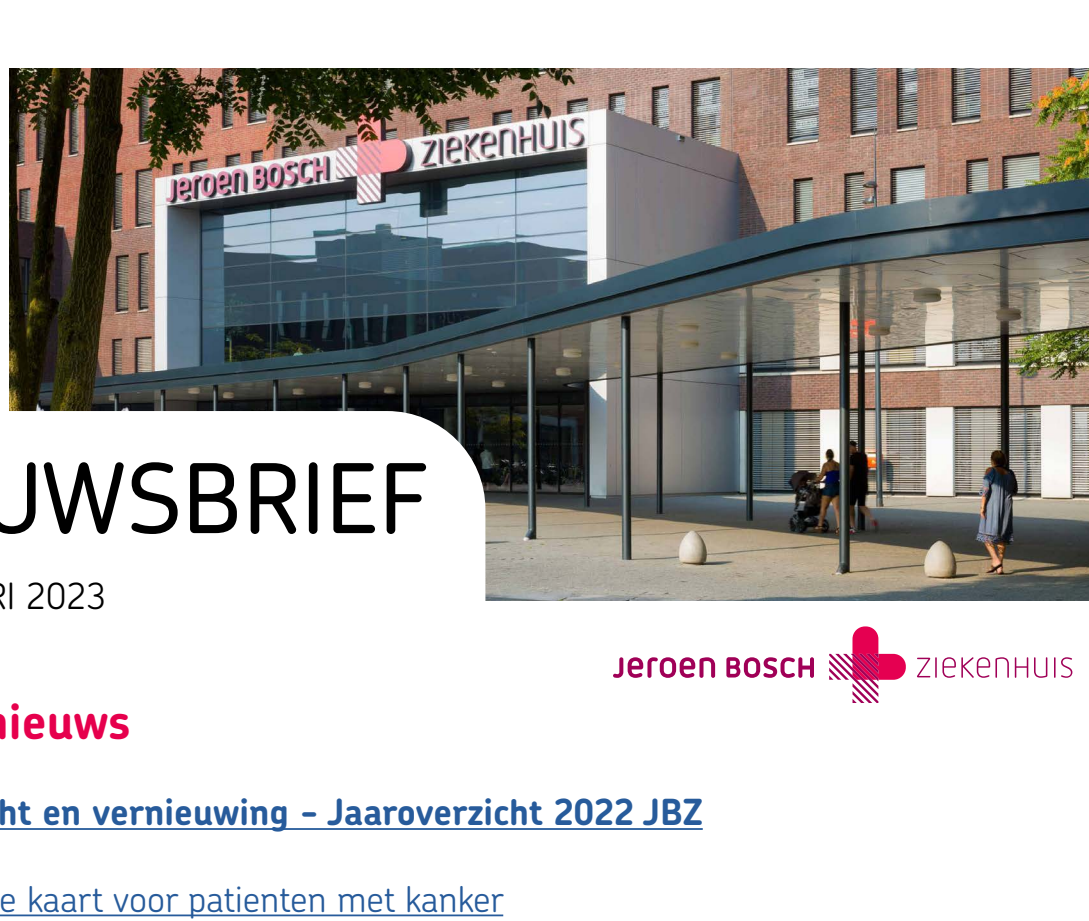 Jeroen Bosch ZIEKENHUIS
UWSBRIEF
RI 2023
Jeroen Bosch ZIEKENHUIS
nieuws
ht en vernieuwing - Jaaroverzicht 2022 JBZ
e kaart voor patienten met kanker